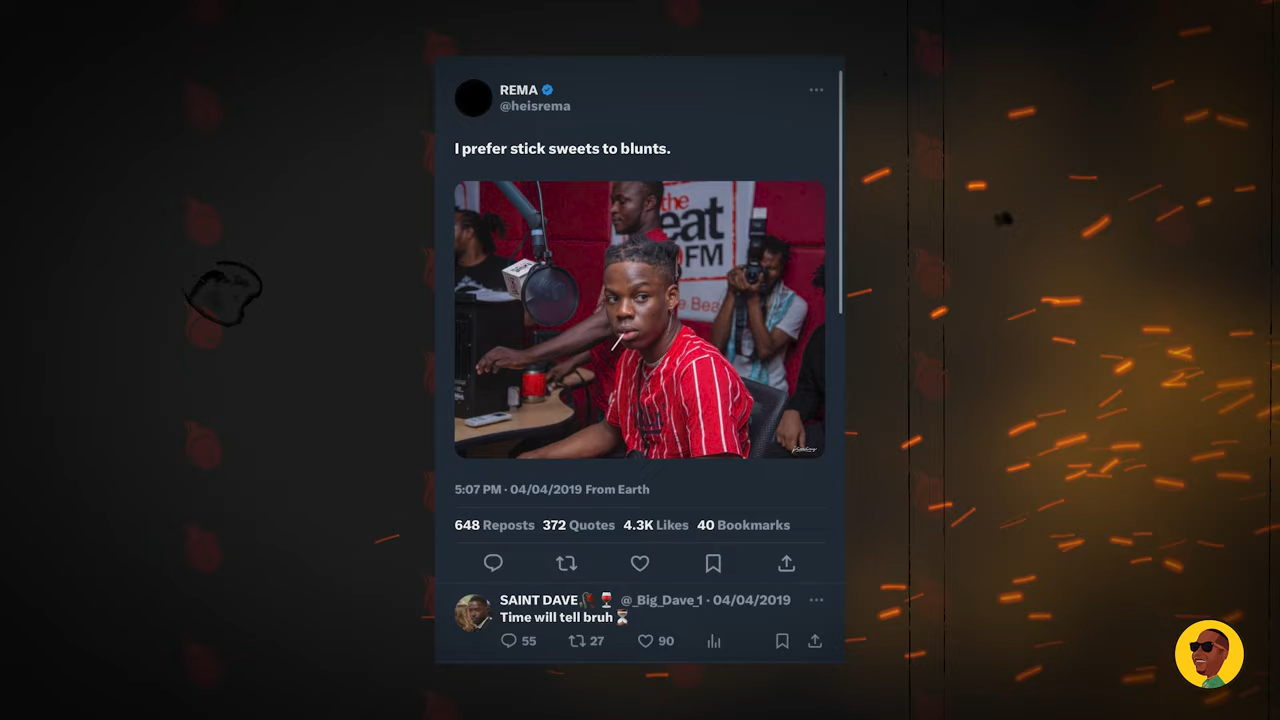 REMA
@heisrema
I prefer stick sweets to blunts.
the
eat
FM
e Bea
5:07 PM · 04/04/2019 From Earth
648 Reposts 372 Quotes 4.3K Likes 40 Bookmarks
SAINT DAVE🥀🍷 @_Big_Dave_1 · 04/04/2019
Time will tell bruh⏳
55 27 90